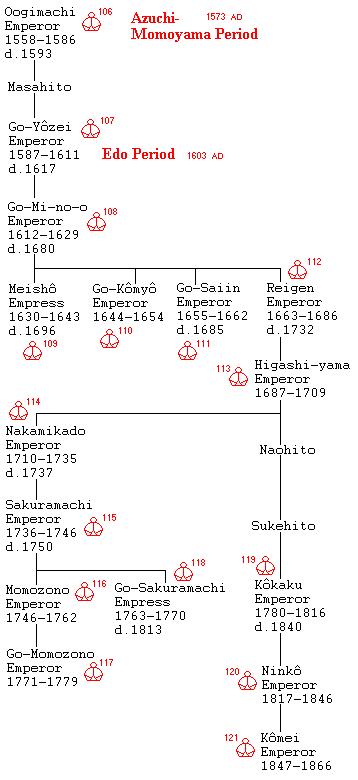 Oogimachi
Emperor
1558–1586
d.1593
106
Azuchi-
Momoyama Period
1573 AD
Masahito
Go–Yôzei
Emperor
1587–1611
d.1617
107
Edo Period
1603 AD
Go–Mi–no–o
Emperor
1612–1629
d.1680
108
Meishô
Empress
1630–1643
d.1696
109
Go–Kômyô
Emperor
1644–1654
110
Go–Saiin
Emperor
1655–1662
d.1685
111
112
Reigen
Emperor
1663–1686
d.1732
113
Higashi–yama
Emperor
1687–1709
114
Nakamikado
Emperor
1710–1735
d.1737
Naohito
Sakuramachi
Emperor
1736–1746
d.1750
115
Sukehito
Momozono
Emperor
1746–1762
116
118
Go–Sakuramachi
Empress
1763–1770
d.1813
119
Kôkaku
Emperor
1780–1816
d.1840
Go–Momozono
Emperor
1771–1779
117
120
Ninkô
Emperor
1817–1846
121
Kômei
Emperor
1847–1866